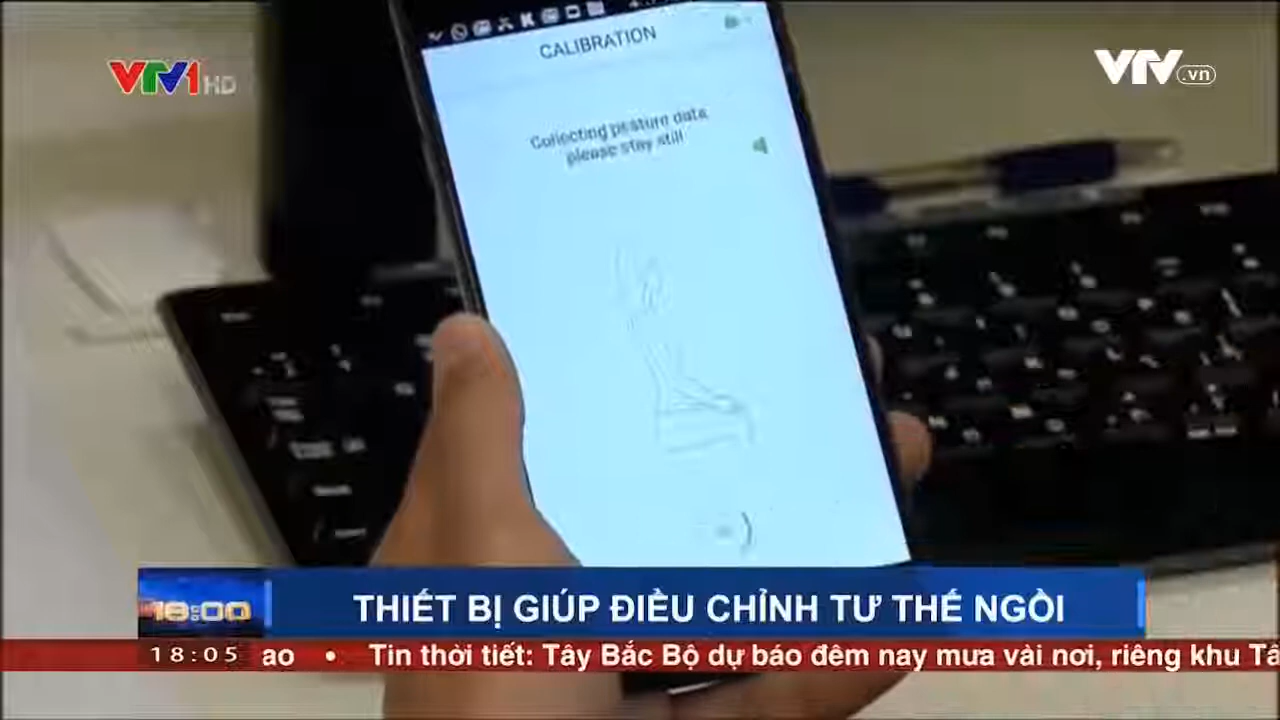 CALIBRATION
VTV1 HD
VTV.vn
Collecting posture data,
please stay still
18:00
THIẾT BỊ GIÚP ĐIỀU CHỈNH TƯ THẾ NGỒI
18:05 ao • Tin thời tiết: Tây Bắc Bộ dự báo đêm nay mưa vài nơi, riêng khu Tâ